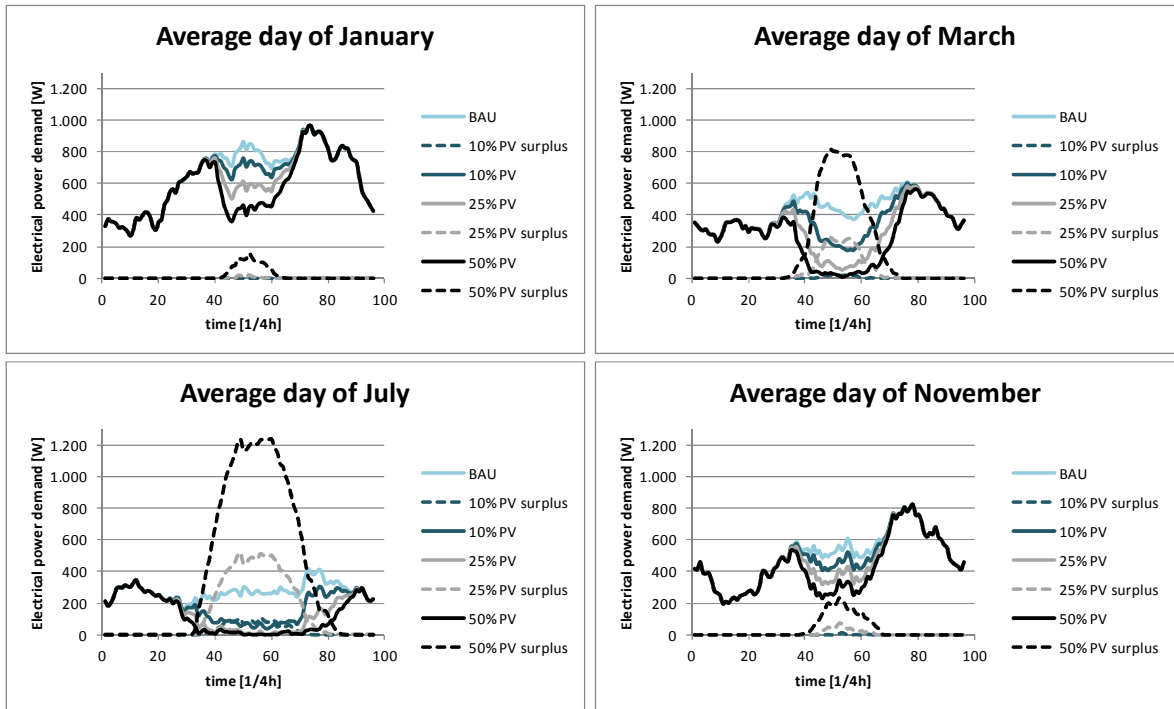 Average day of January
Electrical power demand [W]
1.200
1.000
800
600
400
200
0
0 20 40 60 80 100
time [1/4h]
BAU
10% PV surplus
10% PV
25% PV
25% PV surplus
50% PV
50% PV surplus
Average day of March
Electrical power demand [W]
1.200
1.000
800
600
400
200
0
0 20 40 60 80 100
time [1/4h]
BAU
10% PV surplus
10% PV
25% PV
25% PV surplus
50% PV
50% PV surplus
Average day of July
Electrical power demand [W]
1.200
1.000
800
600
400
200
0
0 20 40 60 80 100
time [1/4h]
BAU
10% PV surplus
10% PV
25% PV
25% PV surplus
50% PV
50% PV surplus
Average day of November
Electrical power demand [W]
1.200
1.000
800
600
400
200
0
0 20 40 60 80 100
time [1/4h]
BAU
10% PV surplus
10% PV
25% PV
25% PV surplus
50% PV
50% PV surplus